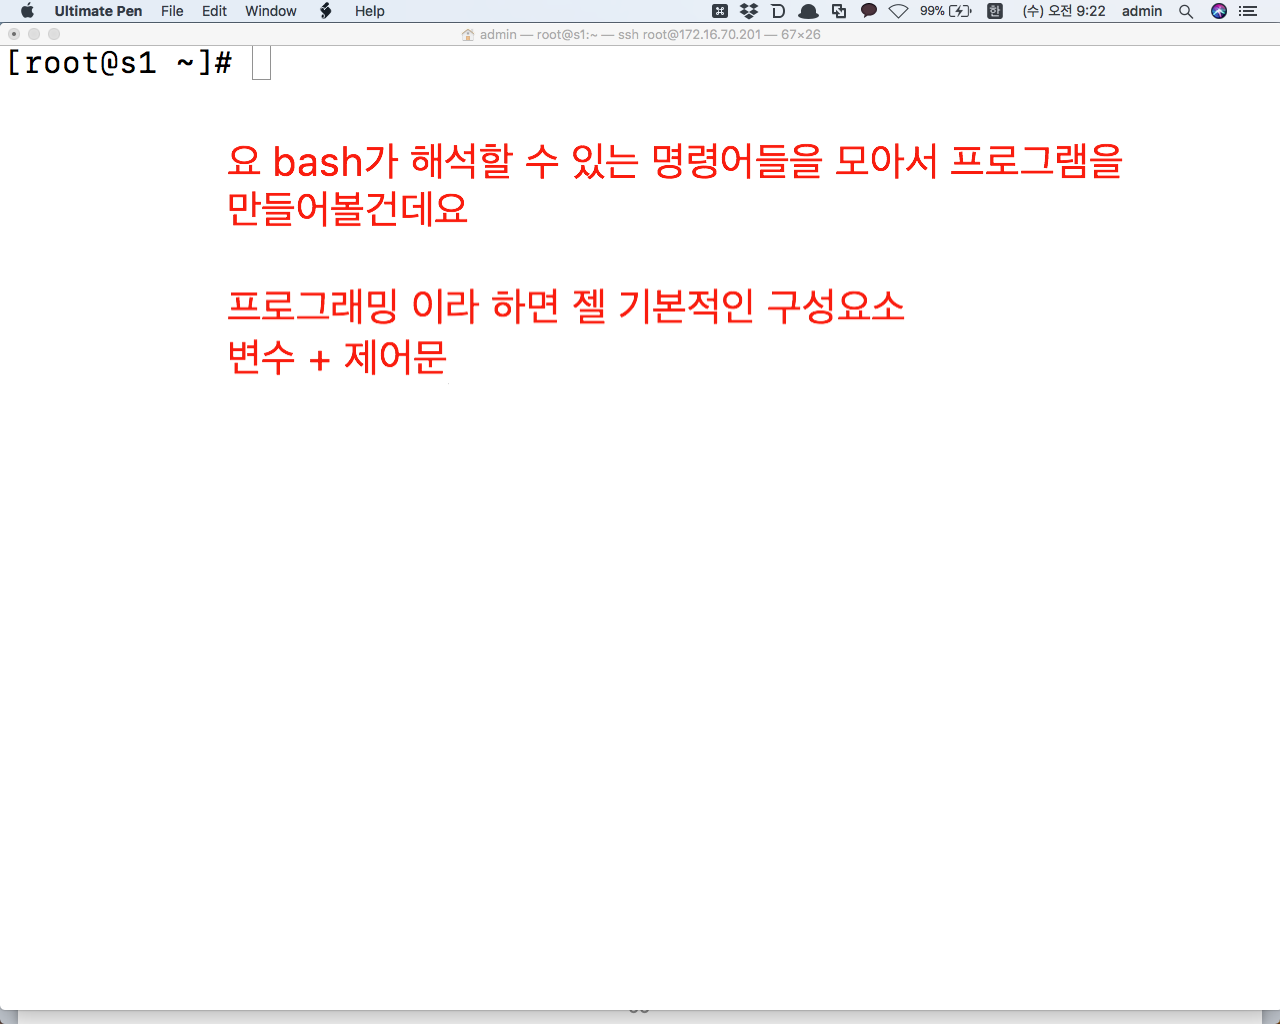 Ultimate Pen File Edit Window Help 99% 한 (수) 오전 9:22 admin
admin — root@s1:~ — ssh root@172.16.70.201 — 67×26
[root@s1 ~]#
요 bash가 해석할 수 있는 명령어들을 모아서 프로그램을
만들어볼건데요
프로그래밍 이라 하면 젤 기본적인 구성요소
변수 + 제어문